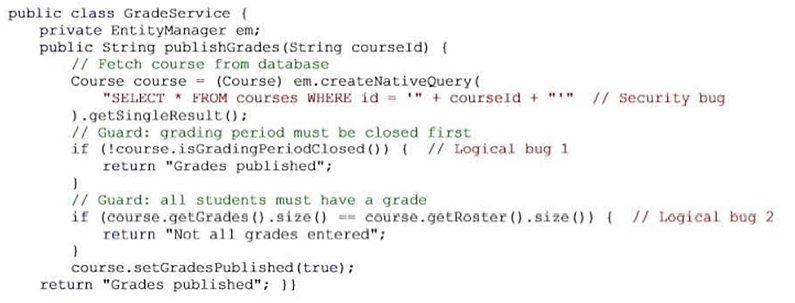 public class GradeService {
    private EntityManager em;
    public String publishGrades(String courseId) {
        // Fetch course from database
        Course course = (Course) em.createNativeQuery(
            "SELECT * FROM courses WHERE id = '" + courseId + "'"  // Security bug
        ).getSingleResult();
        // Guard: grading period must be closed first
        if (!course.isGradingPeriodClosed()) {  // Logical bug 1
            return "Grades published";
        }
        // Guard: all students must have a grade
        if (course.getGrades().size() == course.getRoster().size()) {  // Logical bug 2
            return "Not all grades entered";
        }
        course.setGradesPublished(true);
    return "Grades published"; }}